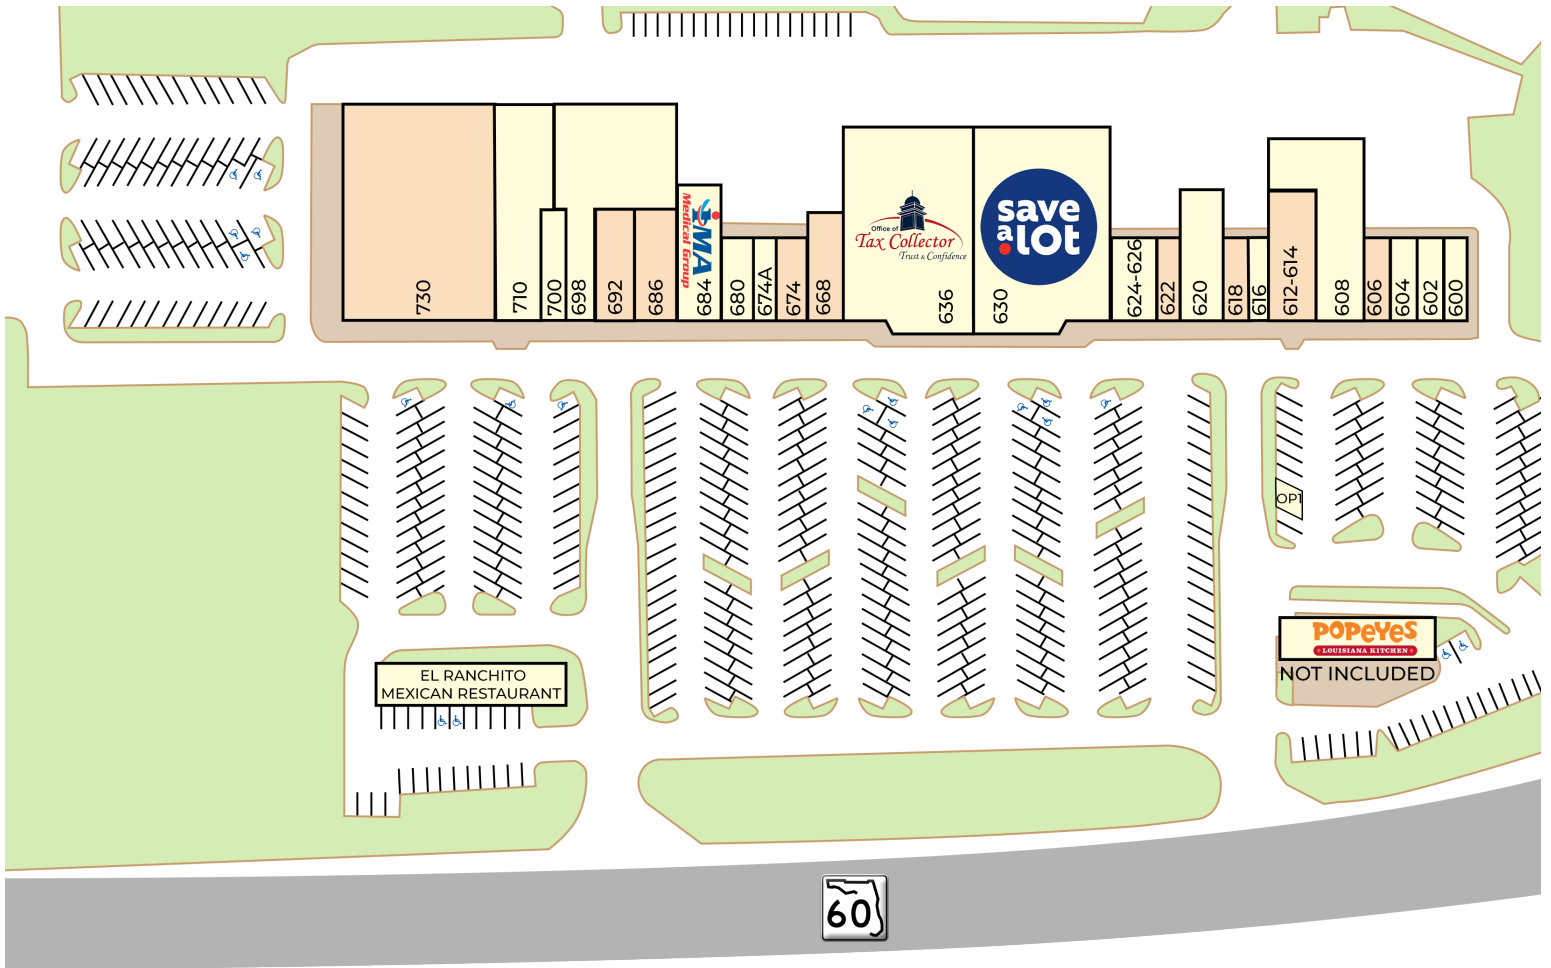 730
710
700
698
692
686
IMA
Medical Group
684
680
674A
674
668
Office of
Tax Collector
Trust & Confidence
636
save
a
lot
630
624-626
622
620
618
616
612-614
608
606
604
602
600
OP1
EL RANCHITO
MEXICAN RESTAURANT
POPEYES
LOUISIANA KITCHEN
NOT INCLUDED
60